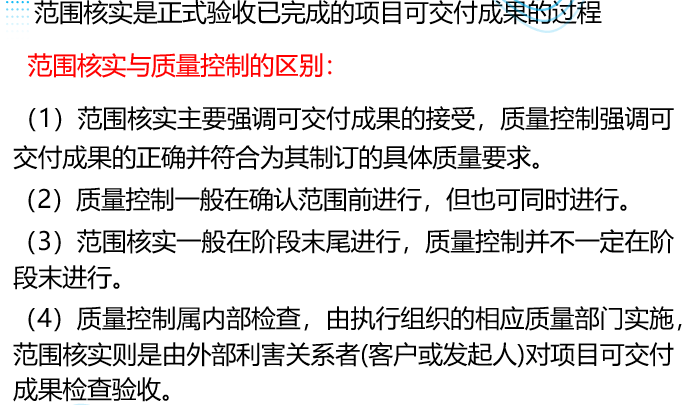 范围核实是正式验收已完成的项目可交付成果的过程
范围核实与质量控制的区别：
（1）范围核实主要强调可交付成果的接受，质量控制强调可
交付成果的正确并符合为其制订的具体质量要求。
（2）质量控制一般在确认范围前进行，但也可同时进行。
（3）范围核实一般在阶段末尾进行，质量控制并不一定在阶
段末进行。
（4）质量控制属内部检查，由执行组织的相应质量部门实施，
范围核实则是由外部利害关系者(客户或发起人)对项目可交付
成果检查验收。